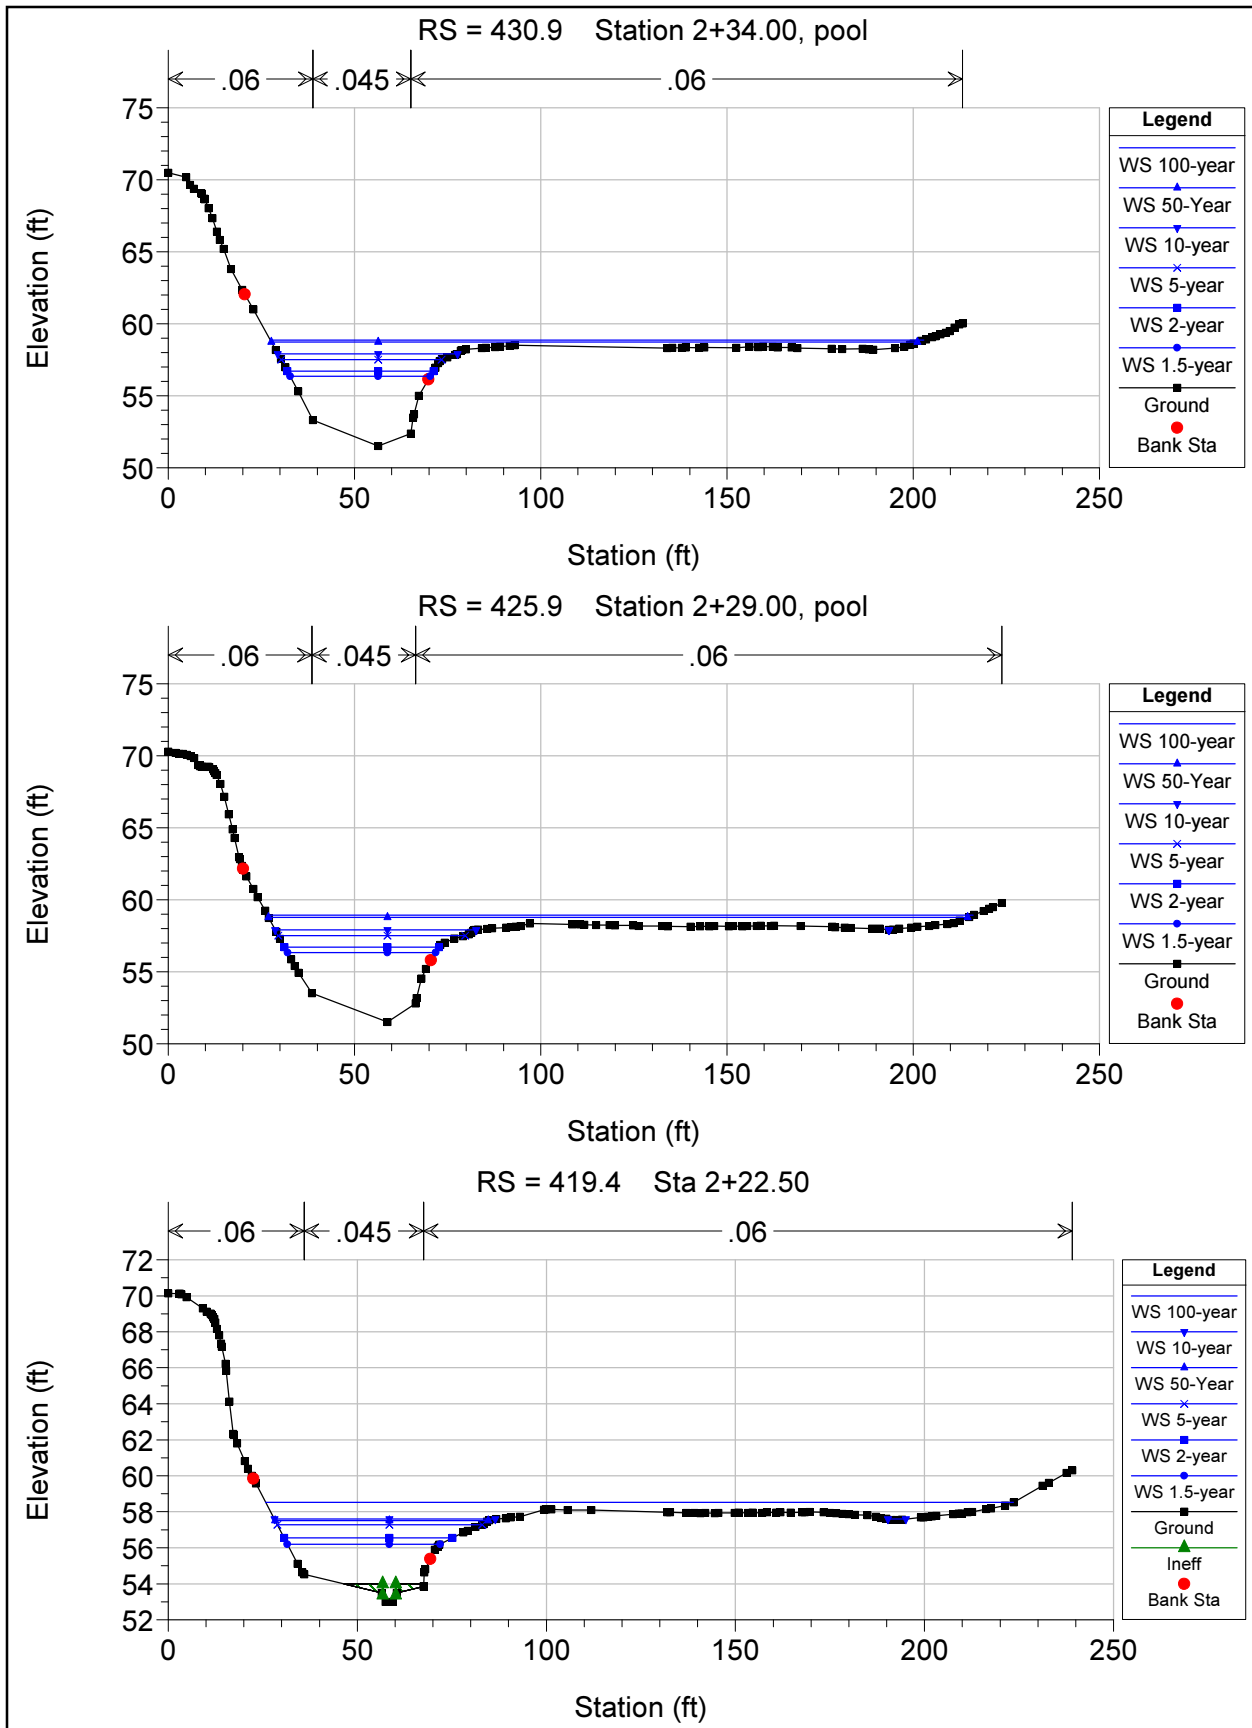 RS = 430.9 Station 2+34.00, pool
.06 .045 .06
75
70
65
60
55
50
0 50 100 150 200 250
Elevation (ft)
Station (ft)
Legend
WS 100-year
WS 50-Year
WS 10-year
WS 5-year
WS 2-year
WS 1.5-year
Ground
Bank Sta
RS = 425.9 Station 2+29.00, pool
.06 .045 .06
75
70
65
60
55
50
0 50 100 150 200 250
Elevation (ft)
Station (ft)
Legend
WS 100-year
WS 50-Year
WS 10-year
WS 5-year
WS 2-year
WS 1.5-year
Ground
Bank Sta
RS = 419.4 Sta 2+22.50
.06 .045 .06
72
70
68
66
64
62
60
58
56
54
52
0 50 100 150 200 250
Elevation (ft)
Station (ft)
Legend
WS 100-year
WS 10-year
WS 50-Year
WS 5-year
WS 2-year
WS 1.5-year
Ground
Ineff
Bank Sta